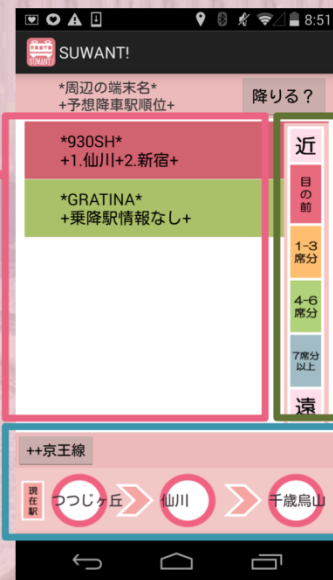 8:51
SUWANT!
*周辺の端末名*
+予想降車駅順位+
降りる？
*930SH*
+1.仙川+2.新宿+
*GRATINA*
+乗降駅情報なし+
近
目の前
1-3
席分
4-6
席分
7席分
以上
遠
++京王線
現在駅
つつじヶ丘
仙川
千歳烏山